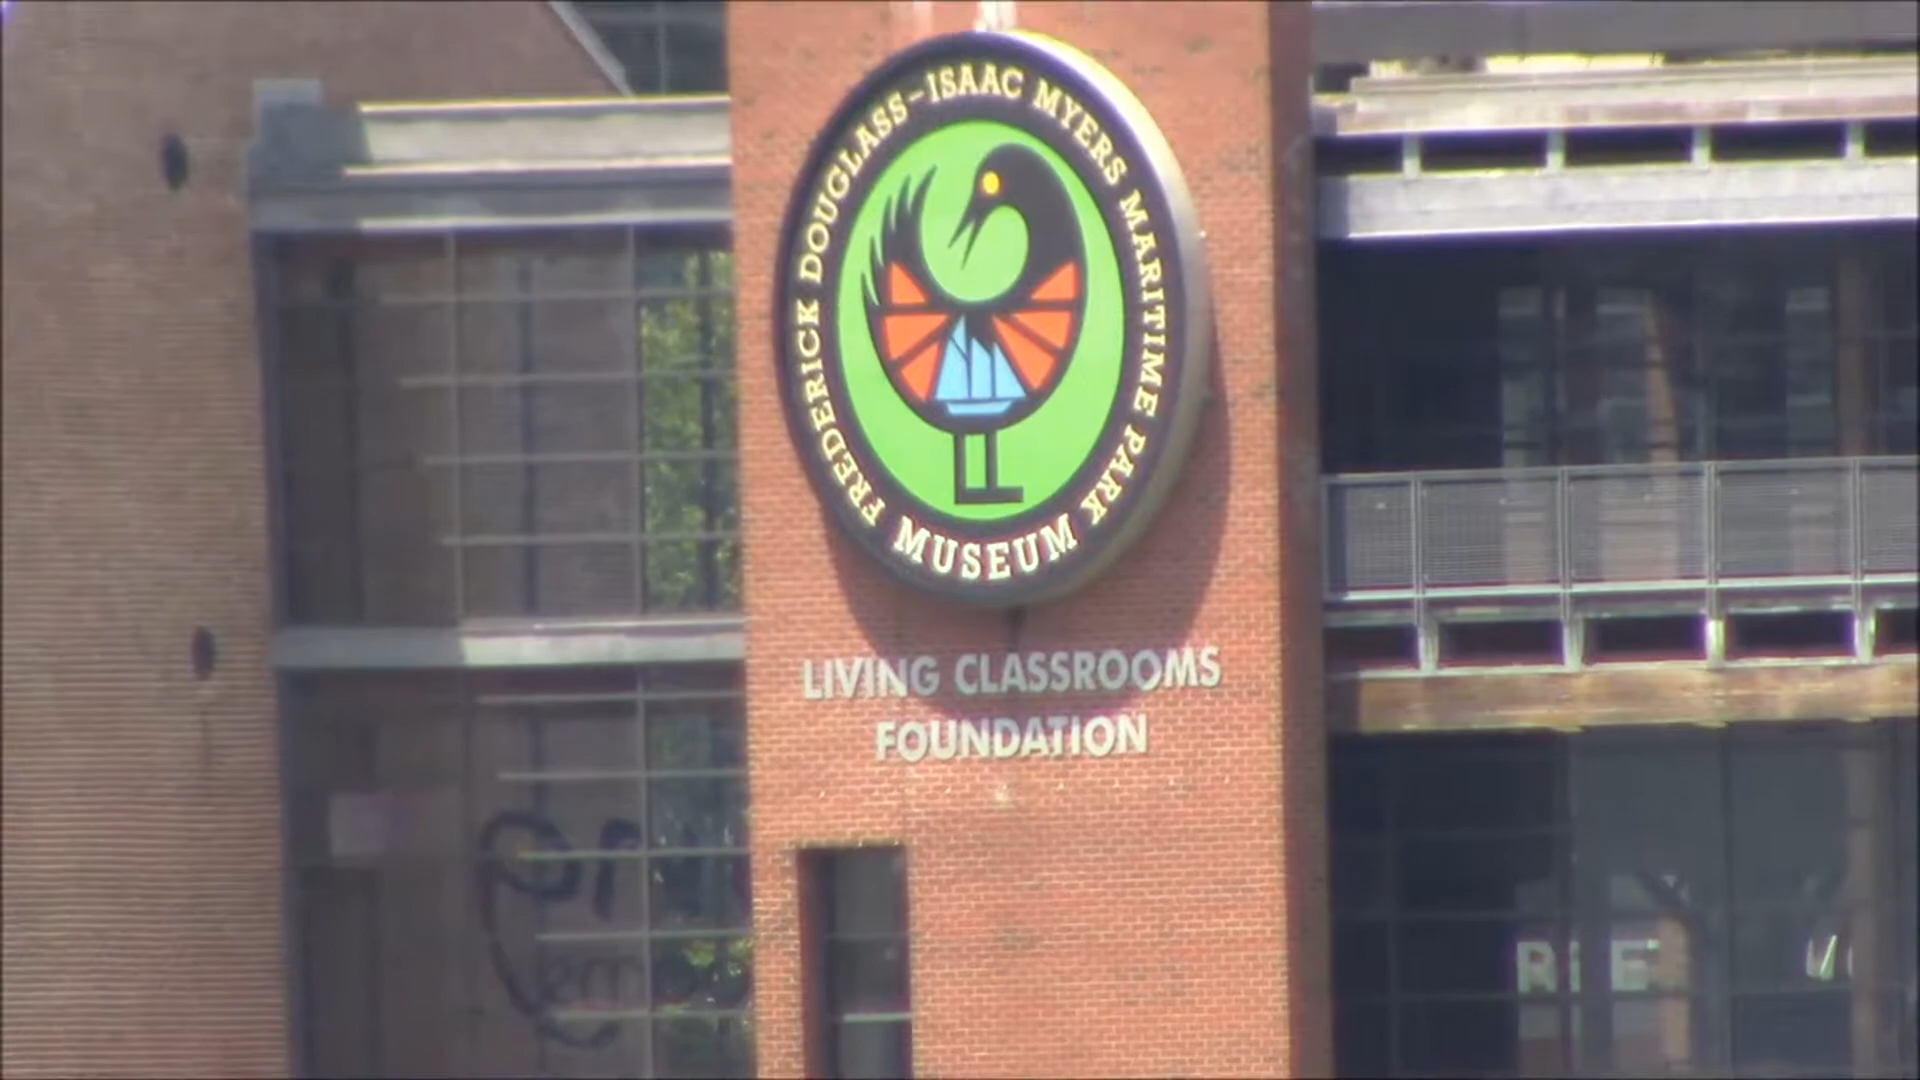 FREDERICK DOUGLASS–ISAAC MYERS MARITIME PARK
MUSEUM
LIVING CLASSROOMS
FOUNDATION